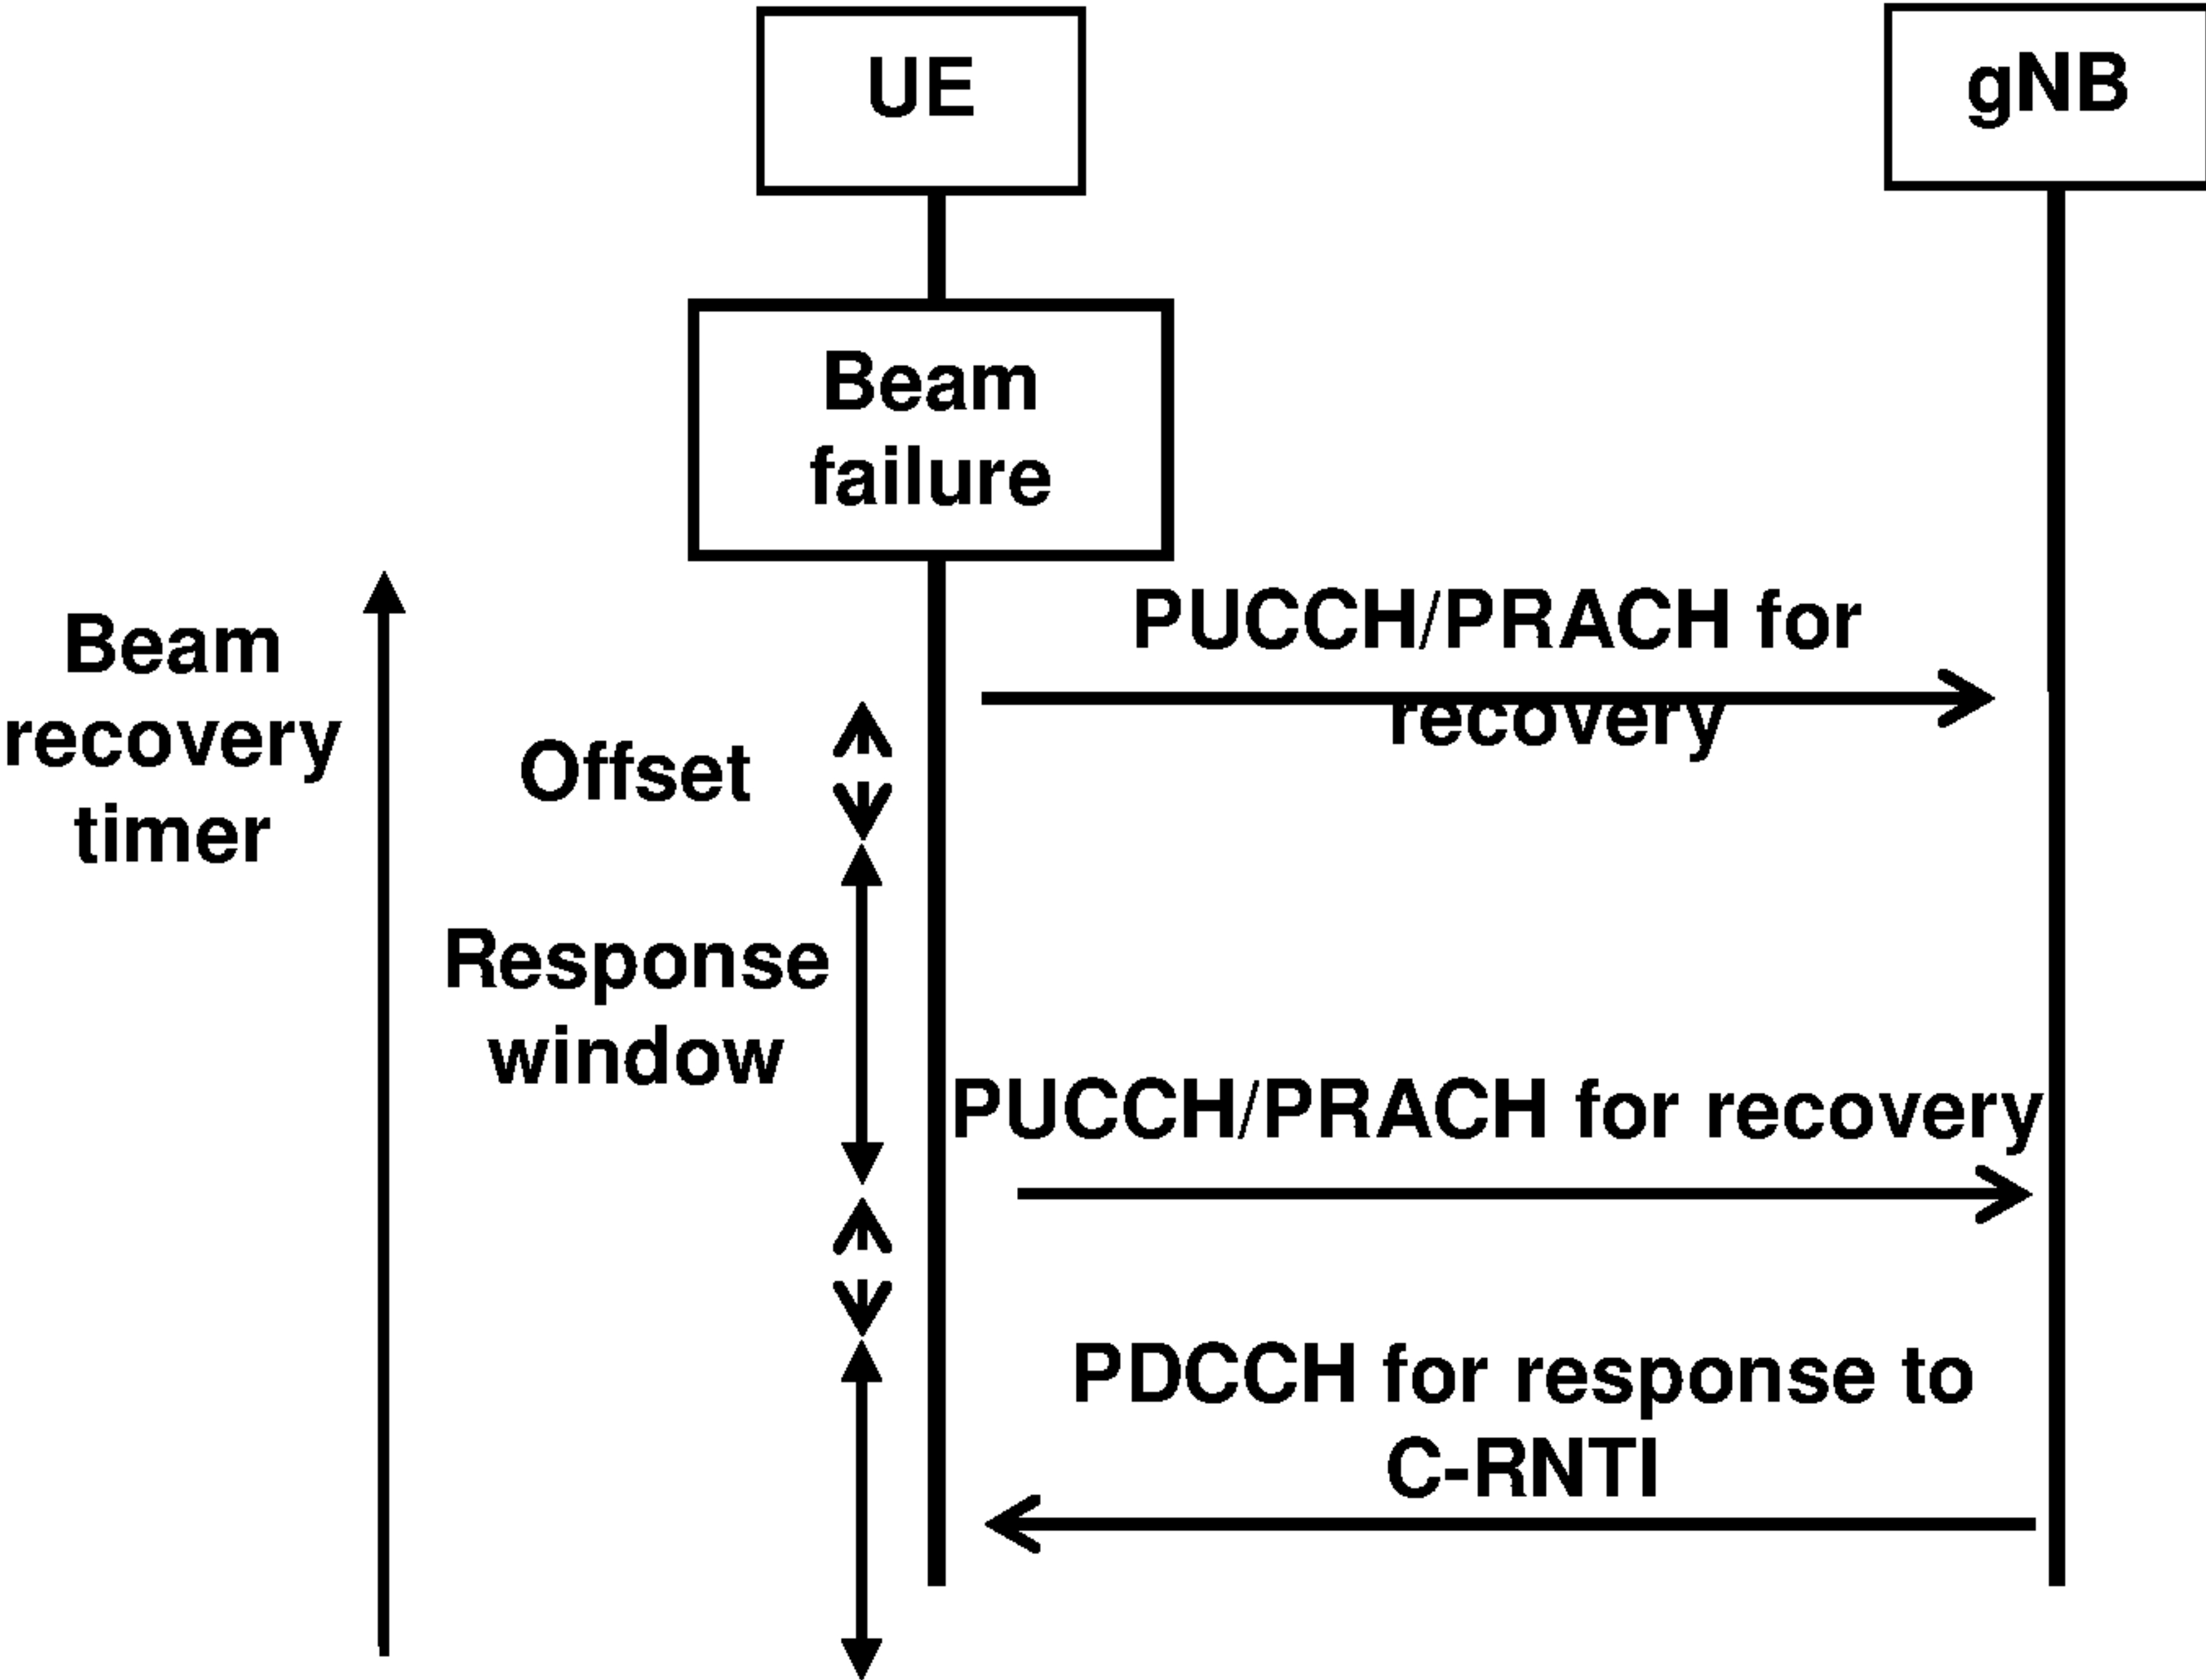 UE
gNB
Beam
failure
Beam
recovery
timer
PUCCH/PRACH for
recovery
Offset
Response
window
PUCCH/PRACH for recovery
PDCCH for response to
C-RNTI